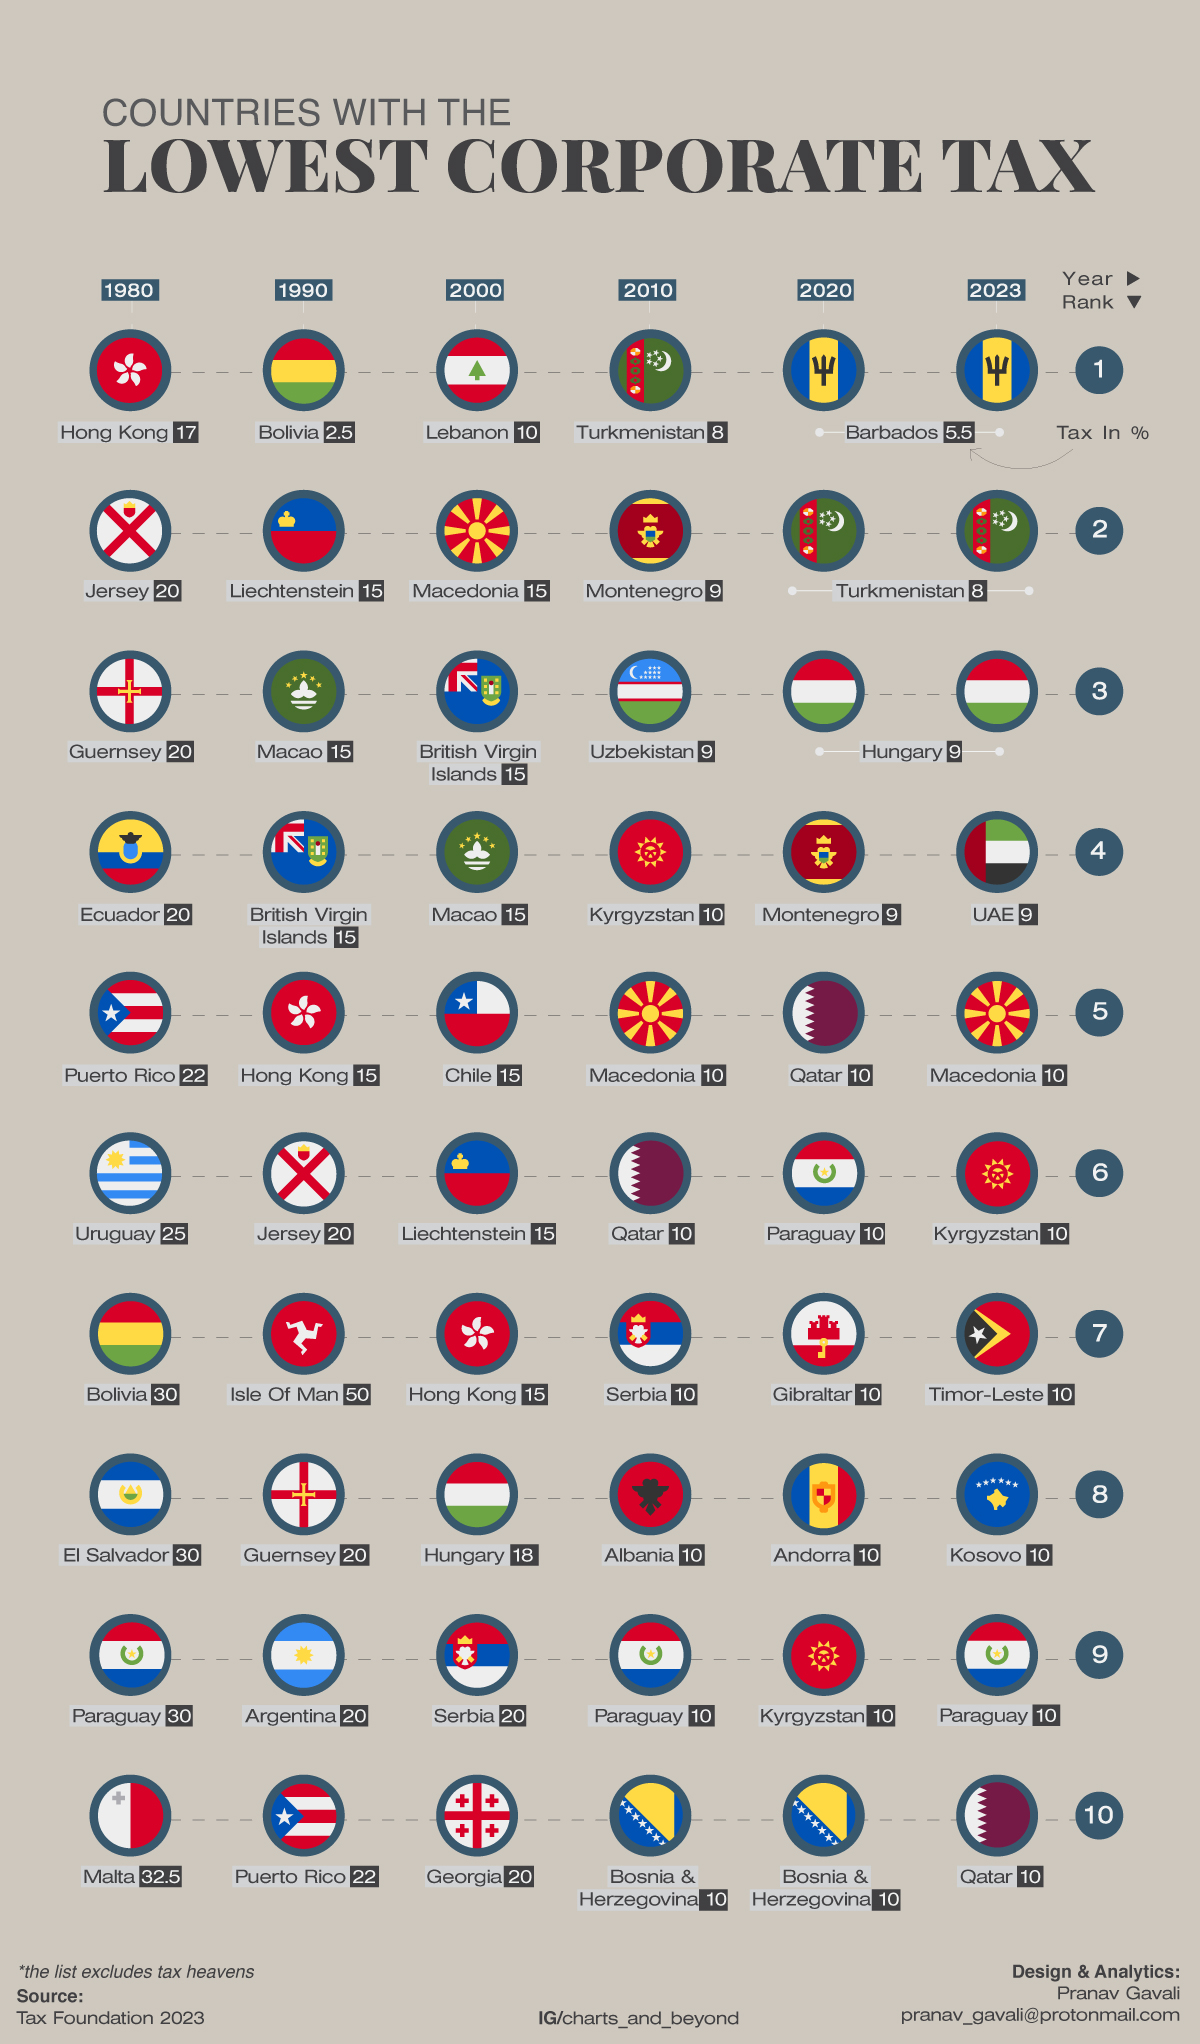 COUNTRIES WITH THE
LOWEST CORPORATE TAX
Year ▶
1980 1990 2000 2010 2020 2023
Rank ▼
1
Hong Kong 17 Bolivia 2.5 Lebanon 10 Turkmenistan 8 Barbados 5.5 Tax In %
2
Jersey 20 Liechtenstein 15 Macedonia 15 Montenegro 9 Turkmenistan 8
3
Guernsey 20 Macao 15 British Virgin Uzbekistan 9 Hungary 9
Islands 15
4
Ecuador 20 British Virgin Macao 15 Kyrgyzstan 10 Montenegro 9 UAE 9
Islands 15
5
Puerto Rico 22 Hong Kong 15 Chile 15 Macedonia 10 Qatar 10 Macedonia 10
6
Uruguay 25 Jersey 20 Liechtenstein 15 Qatar 10 Paraguay 10 Kyrgyzstan 10
7
Bolivia 30 Isle Of Man 50 Hong Kong 15 Serbia 10 Gibraltar 10 Timor-Leste 10
8
El Salvador 30 Guernsey 20 Hungary 18 Albania 10 Andorra 10 Kosovo 10
9
Paraguay 30 Argentina 20 Serbia 20 Paraguay 10 Kyrgyzstan 10 Paraguay 10
10
Malta 32.5 Puerto Rico 22 Georgia 20 Bosnia & Bosnia & Qatar 10
Herzegovina 10 Herzegovina 10
*the list excludes tax heavens
Source:
Tax Foundation 2023
IG/charts_and_beyond
Design & Analytics:
Pranav Gavali
pranav_gavali@protonmail.com